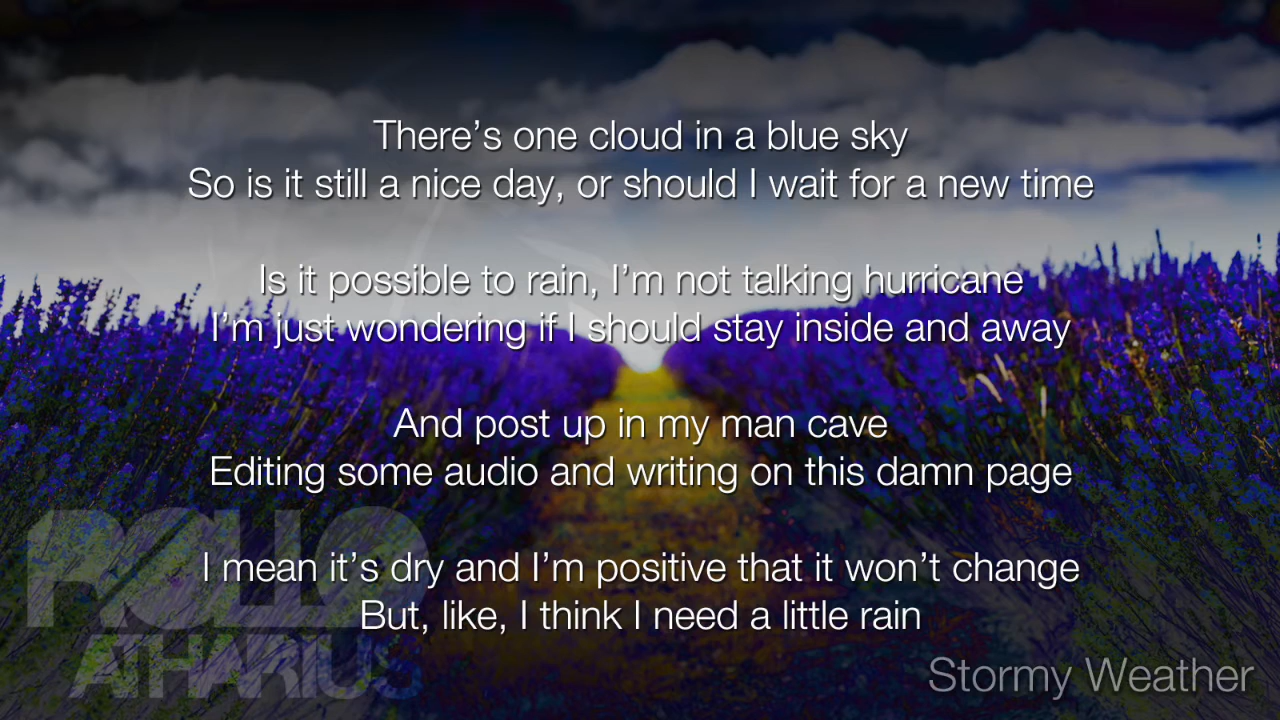 There’s one cloud in a blue sky
So is it still a nice day, or should I wait for a new time
Is it possible to rain, I’m not talking hurricane
I’m just wondering if I should stay inside and away
And post up in my man cave
Editing some audio and writing on this damn page
I mean it’s dry and I’m positive that it won’t change
But, like, I think I need a little rain
ROLLO
ATHARIUS
Stormy Weather